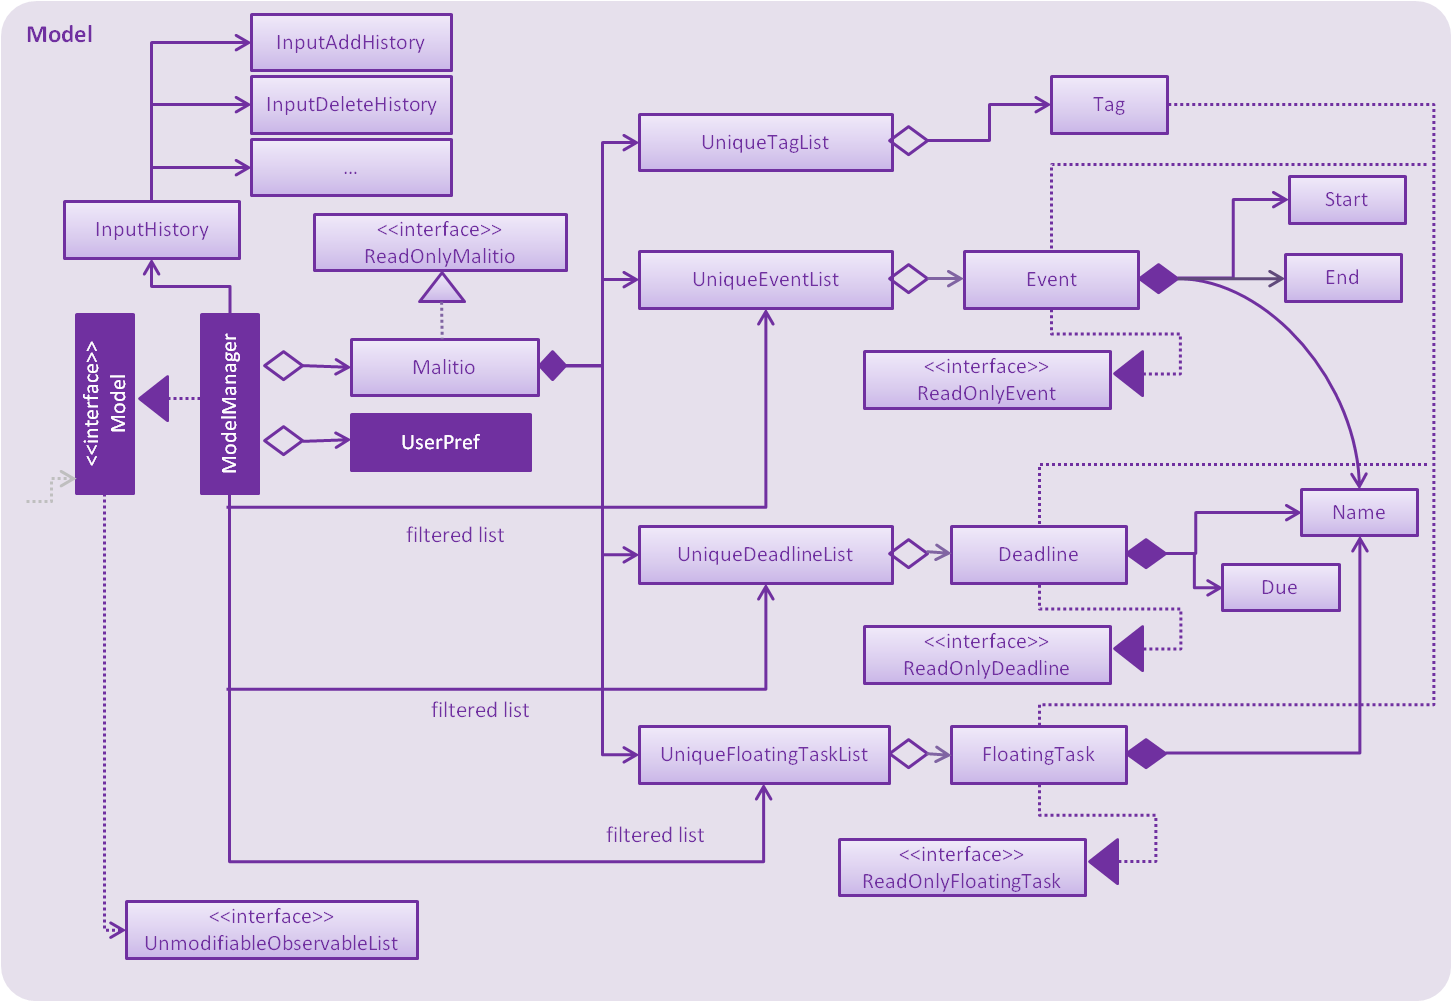 Model
InputAddHistory
InputDeleteHistory
...
InputHistory
<<interface>>
ReadOnlyMalitio
<<interface>>
Model
ModelManager
Malitio
UserPref
UniqueTagList
Tag
UniqueEventList
Event
Start
End
<<interface>>
ReadOnlyEvent
filtered list
UniqueDeadlineList
Deadline
Name
Due
<<interface>>
ReadOnlyDeadline
filtered list
UniqueFloatingTaskList
FloatingTask
filtered list
<<interface>>
ReadOnlyFloatingTask
<<interface>>
UnmodifiableObservableList